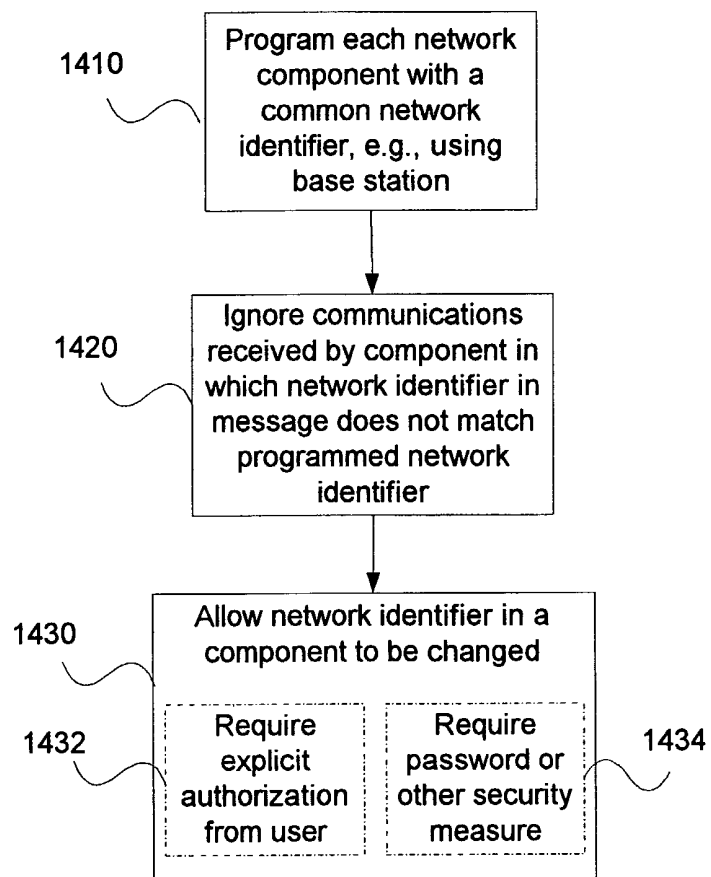 1410
Program each network
component with a
common network
identifier, e.g., using
base station
1420
Ignore communications
received by component in
which network identifier in
message does not match
programmed network
identifier
1430
Allow network identifier in a
component to be changed
1432
Require
explicit
authorization
from user
Require
password or
other security
measure
1434